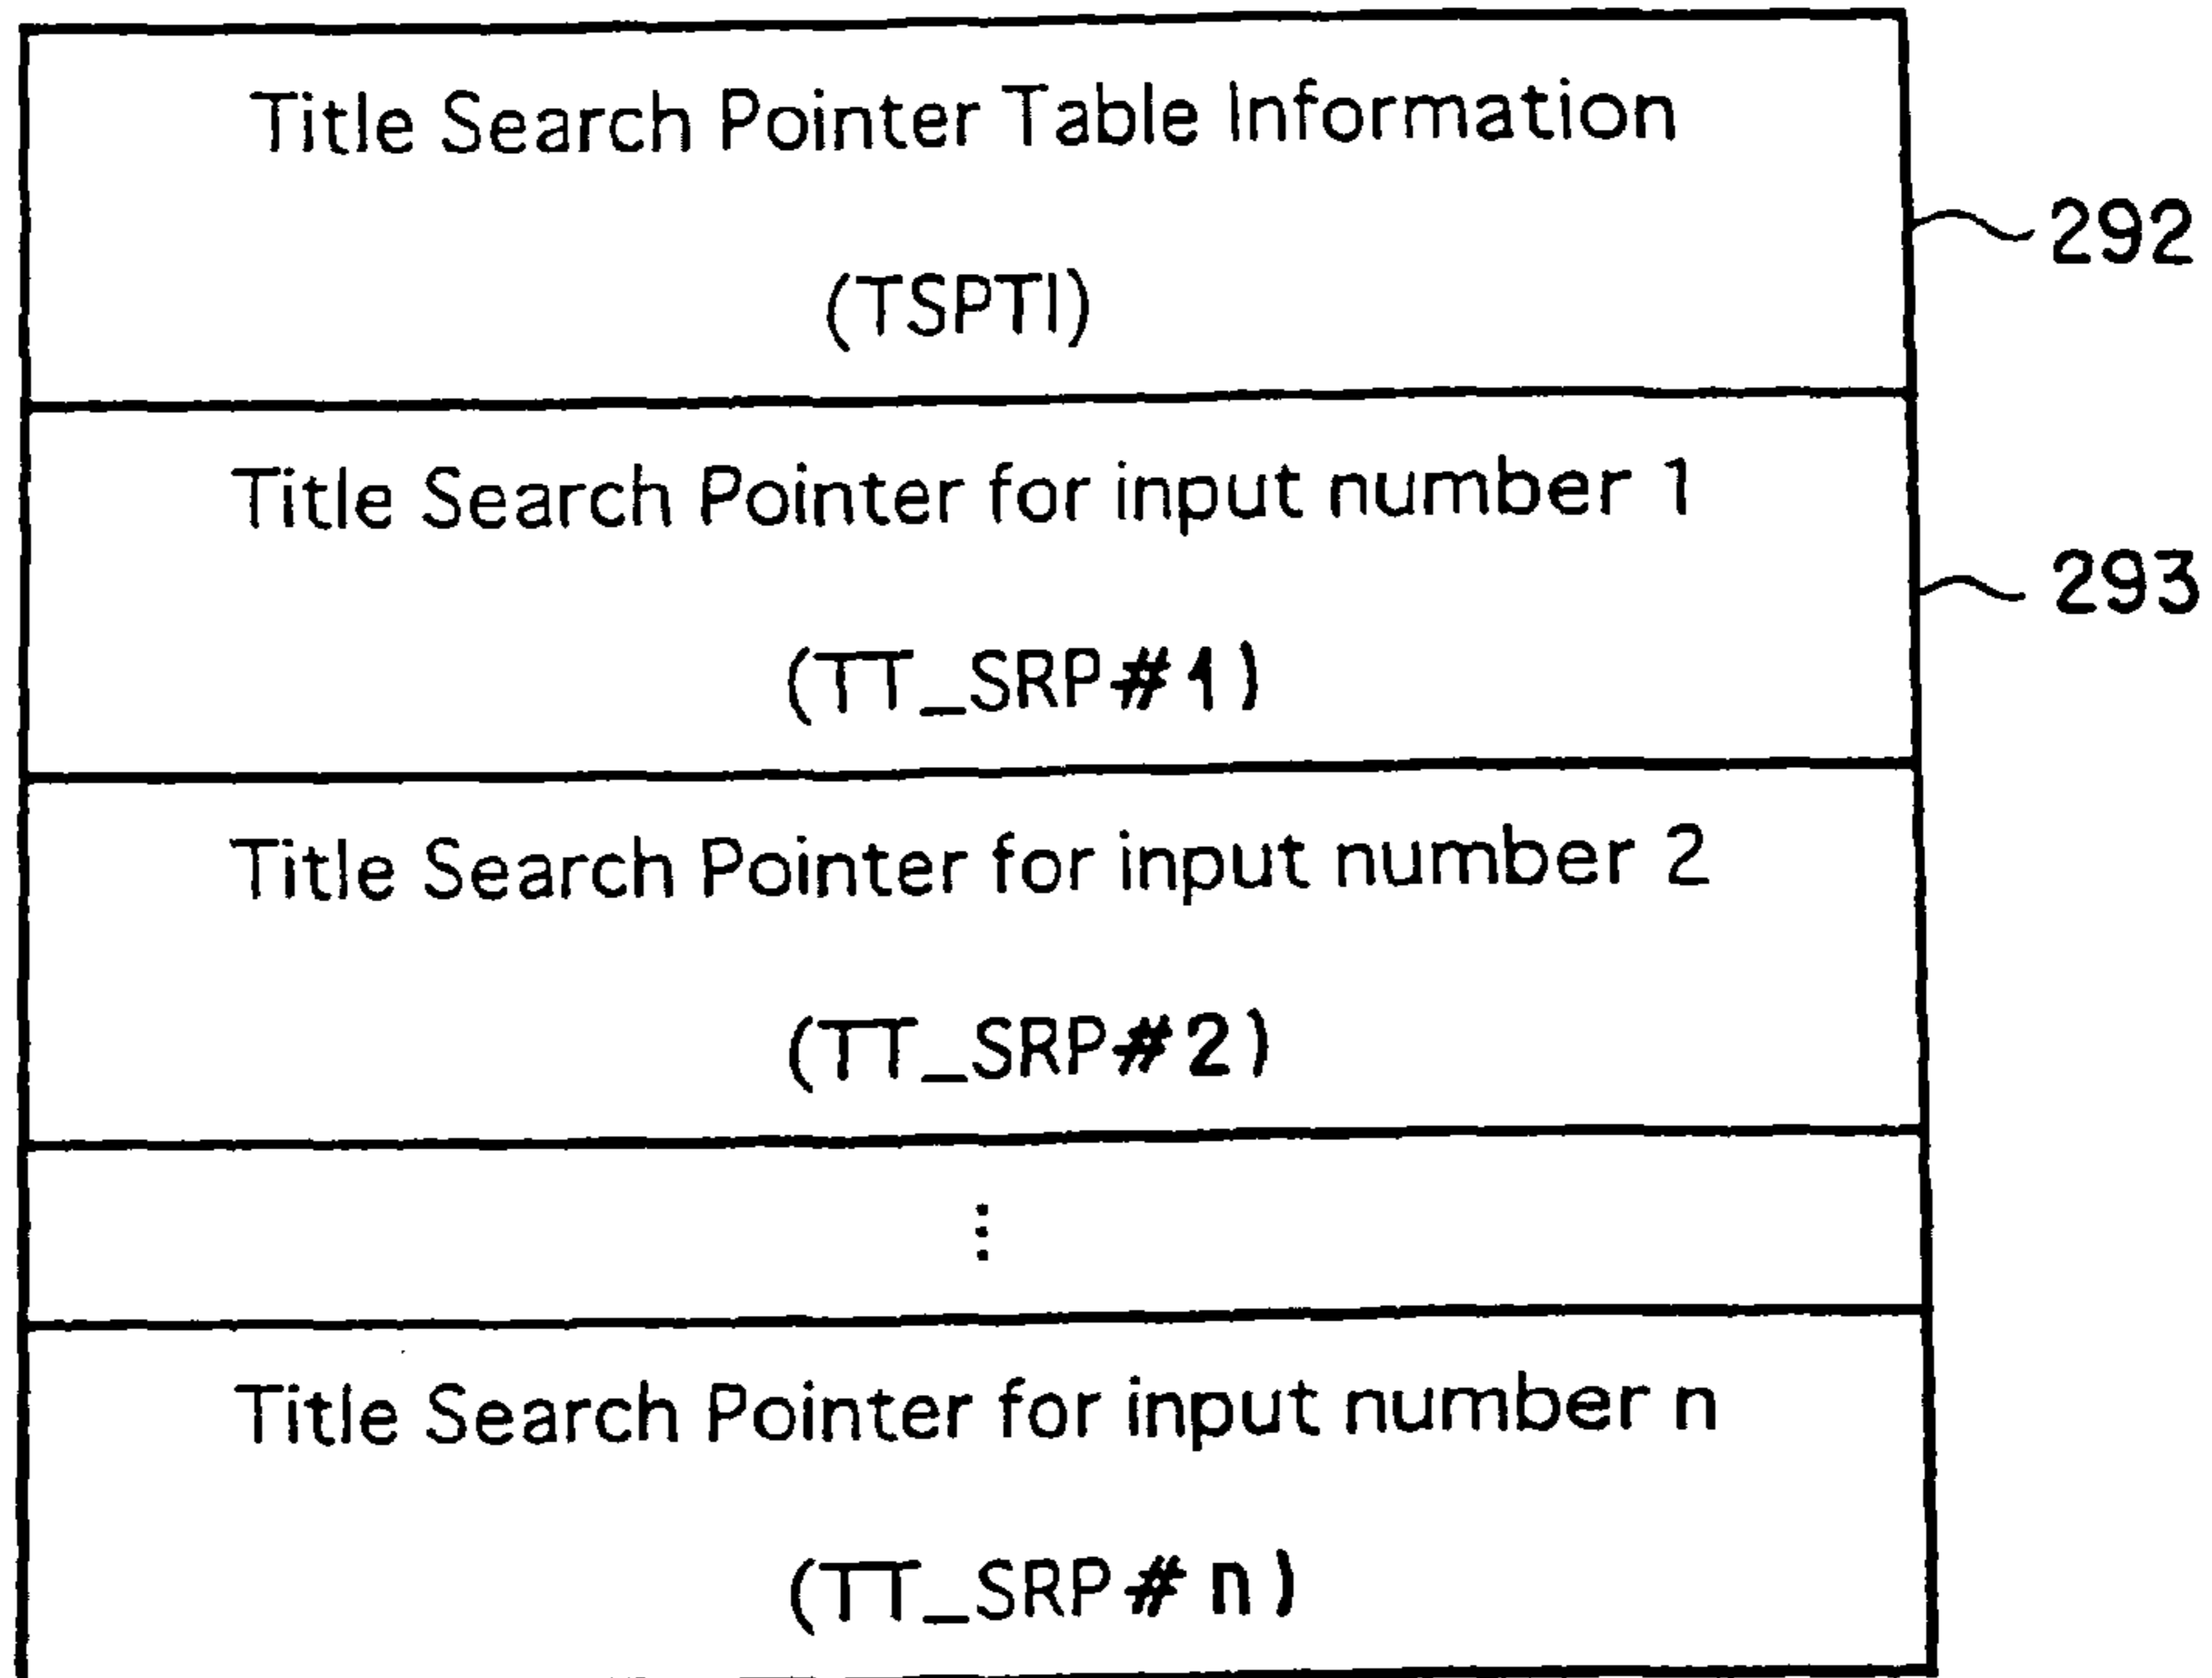 Title Search Pointer Table Information
(TSPTI)
292
Title Search Pointer for input number 1
293
(TT_SRP#1)
Title Search Pointer for input number 2
(TT_SRP#2)
⋮
Title Search Pointer for input number n
(TT_SRP#n)